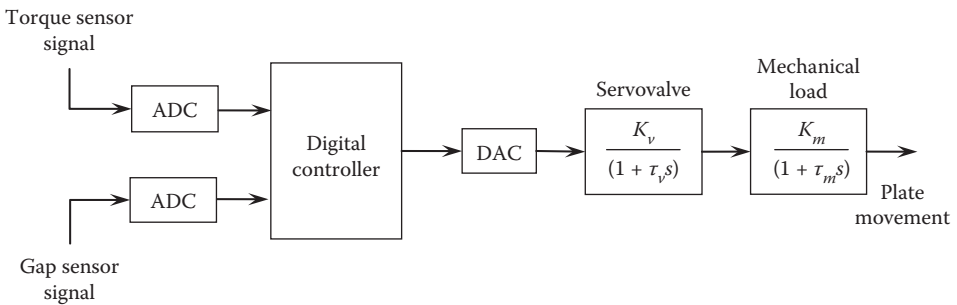 Torque sensor
signal
ADC
ADC
Gap sensor
signal
Digital
controller
DAC
Servovalve
K_v
(1 + τ_v s)
Mechanical
load
K_m
(1 + τ_m s)
Plate
movement